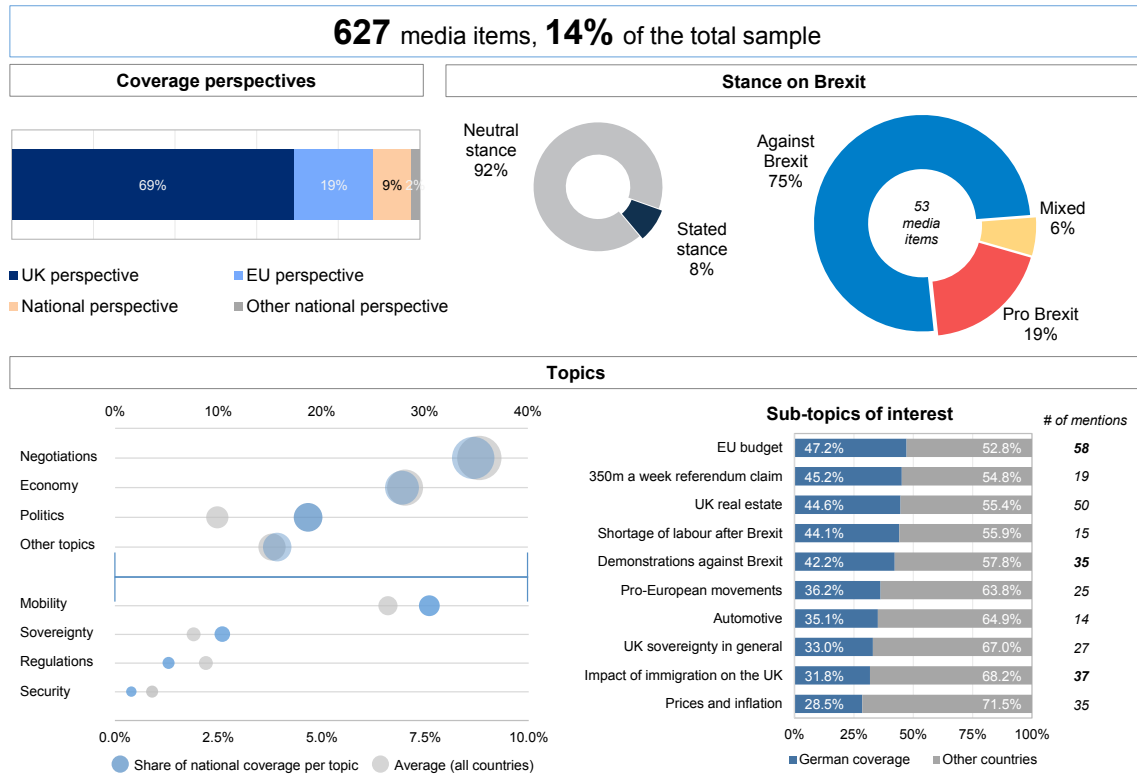 627 media items, 14% of the total sample
Coverage perspectives
69%
19%
9%
2%
UK perspective
EU perspective
National perspective
Other national perspective
Stance on Brexit
Neutral
stance
92%
Stated
stance
8%
Against
Brexit
75%
53
media
items
Mixed
6%
Pro Brexit
19%
Topics
0% 10% 20% 30% 40%
Negotiations
Economy
Politics
Other topics
Mobility
Sovereignty
Regulations
Security
0.0% 2.5% 5.0% 7.5% 10.0%
Share of national coverage per topic
Average (all countries)
Sub-topics of interest
# of mentions
EU budget 47.2% 52.8% 58
350m a week referendum claim 45.2% 54.8% 19
UK real estate 44.6% 55.4% 50
Shortage of labour after Brexit 44.1% 55.9% 15
Demonstrations against Brexit 42.2% 57.8% 35
Pro-European movements 36.2% 63.8% 25
Automotive 35.1% 64.9% 14
UK sovereignty in general 33.0% 67.0% 27
Impact of immigration on the UK 31.8% 68.2% 37
Prices and inflation 28.5% 71.5% 35
0% 25% 50% 75% 100%
German coverage
Other countries